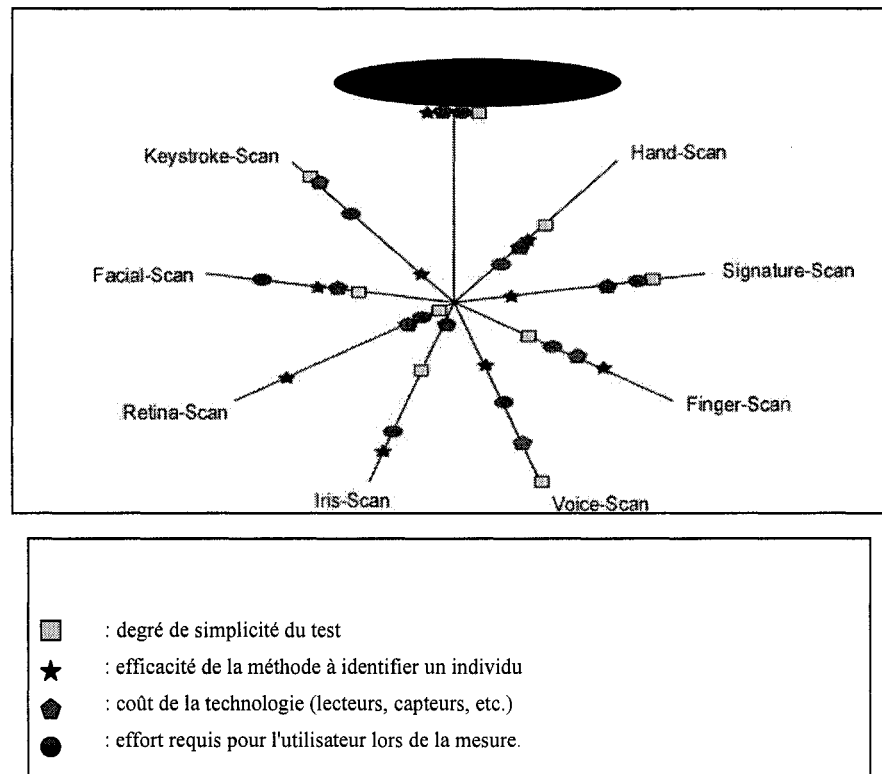 Keystroke-Scan
Hand-Scan
Facial-Scan
Signature-Scan
Retina-Scan
Finger-Scan
Iris-Scan
Voice-Scan
: degré de simplicité du test
: efficacité de la méthode à identifier un individu
: coût de la technologie (lecteurs, capteurs, etc.)
: effort requis pour l'utilisateur lors de la mesure.